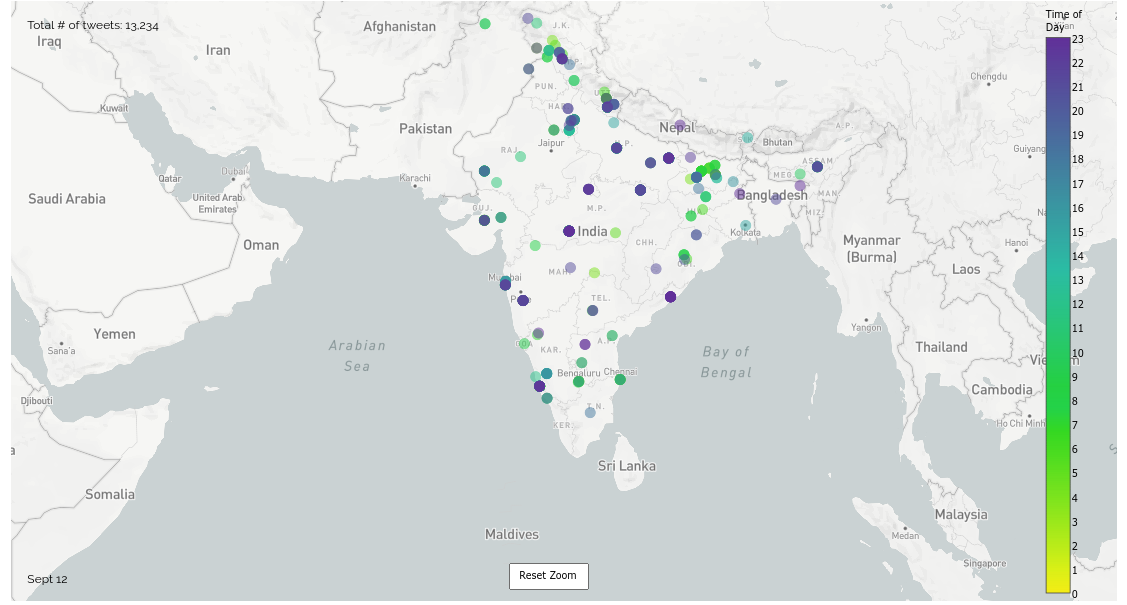 Total # of tweets: 13,234
Time of
Day
Iraq
Iran
Afghanistan
J.K.
Chengdu
PUN.
Kuwait
Pakistan
Nepal
Bhutan
A.P.
Jaipur
RAJ.
Guiyang
ASSAM
MEG.
Qatar
Dubai
Karachi
Saudi Arabia
United Arab
Emirates
Bangladesh
MAN.
GUJ.
M.P.
MIZ.
Oman
India
Kolkata
CHH.
Myanmar
(Burma)
Hanoi
Laos
Mumbai
MAH.
TEL.
Yemen
Sana'a
Yangon
Thailand
Arabian
Sea
KAR.
Bay of
Bengal
Bengaluru
Chennai
Cambodia
Djibouti
T.N.
KER.
Ho Chi Minh
Sri Lanka
Somalia
Malaysia
Maldives
Medan
Singapore
Reset Zoom
Sept 12
23
22
21
20
19
18
17
16
15
14
13
12
11
10
9
8
7
6
5
4
3
2
1
0